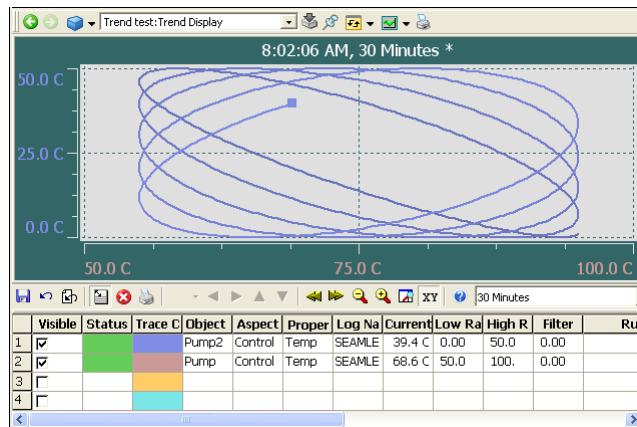 Trend test:Trend Display
8:02:06 AM, 30 Minutes *
50.0 C
25.0 C
0.0 C
50.0 C 75.0 C 100.0 C
XY 30 Minutes
Visible Status Trace C Object Aspect Proper Log Na Current Low Ra High R Filter Ru
1 Pump2 Control Temp SEAMLE 39.4 C 0.00 50.0 0.00
2 Pump Control Temp SEAMLE 68.6 C 50.0 100. 0.00
3
4